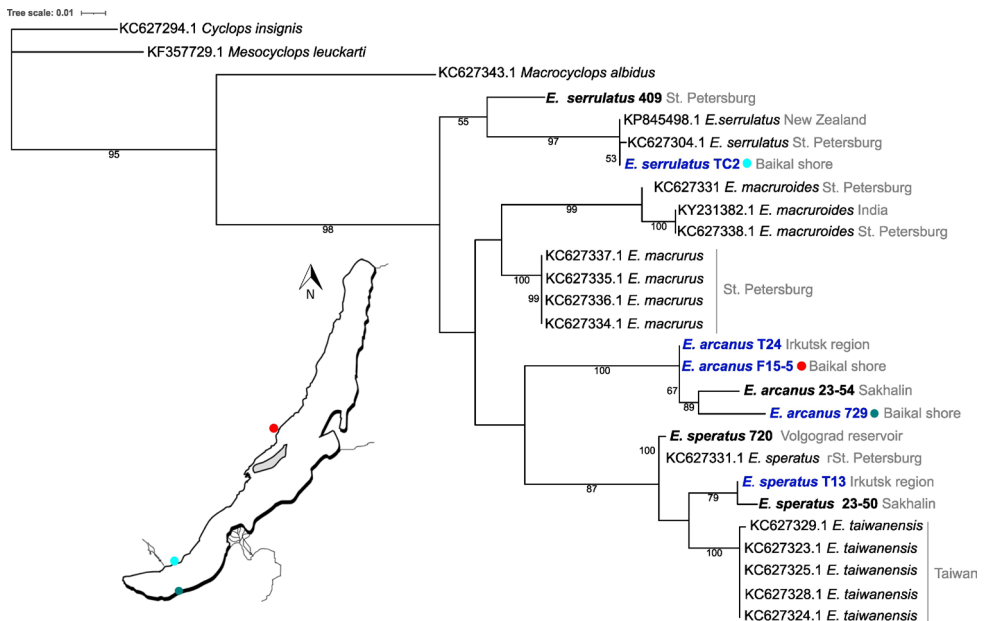 Tree scale: 0.01
KC627294.1 Cyclops insignis
KF357729.1 Mesocyclops leuckarti
KC627343.1 Macrocyclops albidus
E. serrulatus 409 St. Petersburg
55
KP845498.1 E.serrulatus New Zealand
97
KC627304.1 E. serrulatus St. Petersburg
53
E. serrulatus TC2 Baikal shore
95
KC627331 E. macruroides St. Petersburg
99
KY231382.1 E. macruroides India
100
KC627338.1 E. macruroides St. Petersburg
98
KC627337.1 E. macrurus
100
KC627335.1 E. macrurus
St. Petersburg
99
KC627336.1 E. macrurus
KC627334.1 E. macrurus
N
E. arcanus T24 Irkutsk region
100
E. arcanus F15-5 Baikal shore
67
E. arcanus 23-54 Sakhalin
89
E. arcanus 729 Baikal shore
E. speratus 720 Volgograd reservoir
100
KC627331.1 E. speratus rSt. Petersburg
87
E. speratus T13 Irkutsk region
79
E. speratus 23-50 Sakhalin
KC627329.1 E. taiwanensis
100
KC627323.1 E. taiwanensis
KC627325.1 E. taiwanensis
Taiwan
KC627328.1 E. taiwanensis
KC627324.1 E. taiwanensis